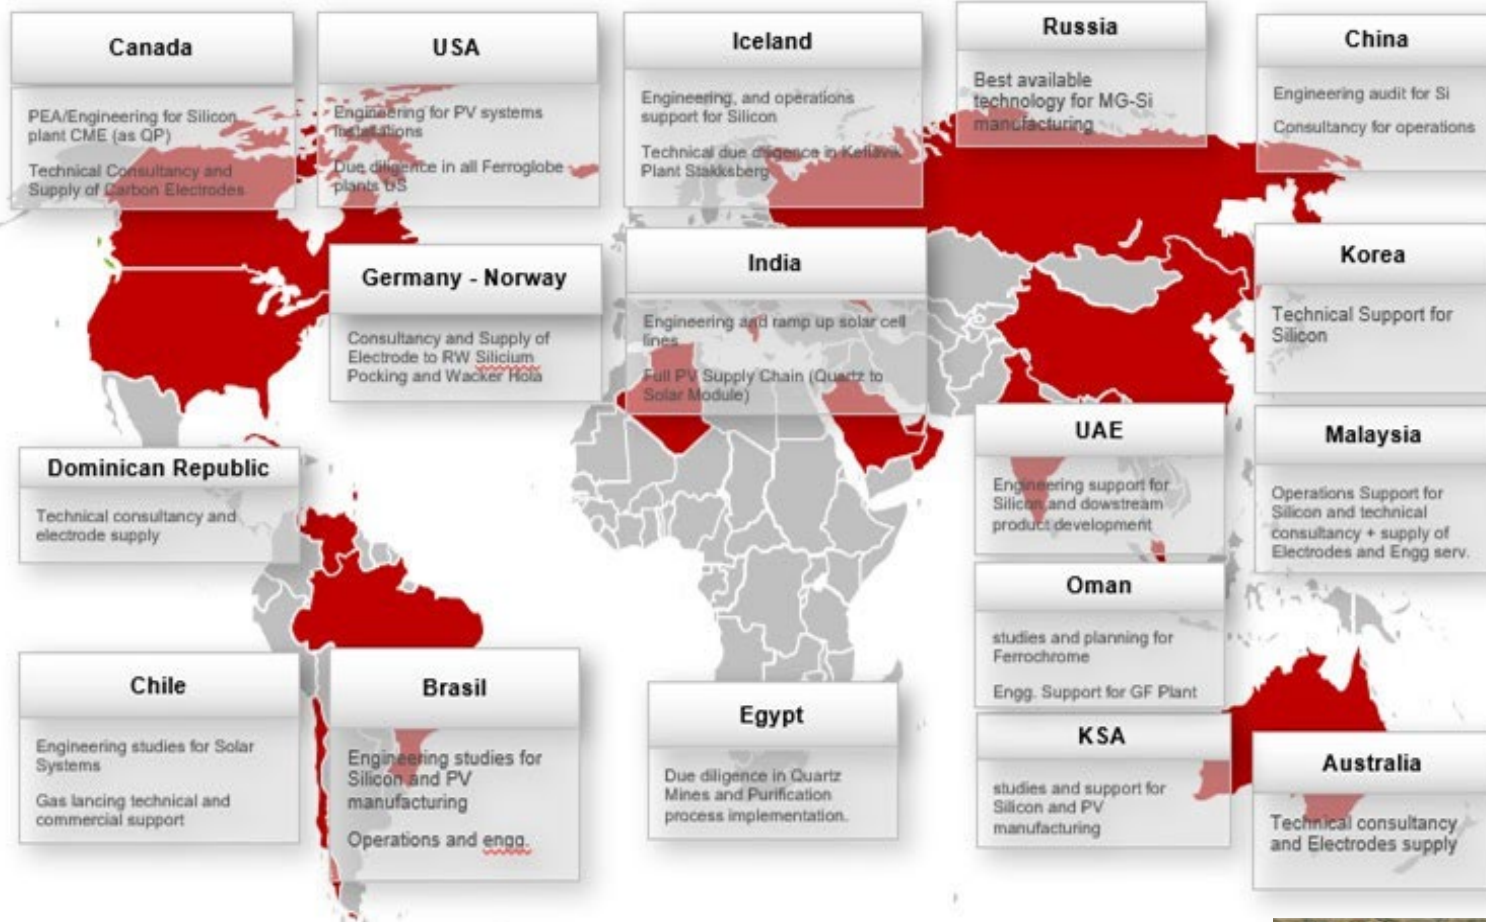 Canada
PEA/Engineering for Silicon
plant CME (as QP)
Technical Consultancy and
Supply of Carbon Electrodes
USA
Engineering for PV systems
Installations
Due diligence in all Ferroglobe
plants US
Iceland
Engineering, and operations
support for Silicon
Technical due diligence in Keflavik
Plant Stakksberg
Russia
Best available
technology for MG-Si
manufacturing
China
Engineering audit for Si
Consultancy for operations
Germany - Norway
Consultancy and Supply of
Electrode to RW Silicium
Pocking and Wacker Hola
India
Engineering and ramp up solar cell
lines
Full PV Supply Chain (Quartz to
Solar Module)
Korea
Technical Support for
Silicon
Dominican Republic
Technical consultancy and
electrode supply
UAE
Engineering support for
Silicon and dowstream
product development
Malaysia
Operations Support for
Silicon and technical
consultancy + supply of
Electrodes and Engg serv.
Oman
studies and planning for
Ferrochrome
Engg. Support for GF Plant
Chile
Engineering studies for Solar
Systems
Gas lancing technical and
commercial support
Brasil
Engineering studies for
Silicon and PV
manufacturing
Operations and engg.
Egypt
Due diligence in Quartz
Mines and Purification
process implementation.
KSA
studies and support for
Silicon and PV
manufacturing
Australia
Technical consultancy
and Electrodes supply